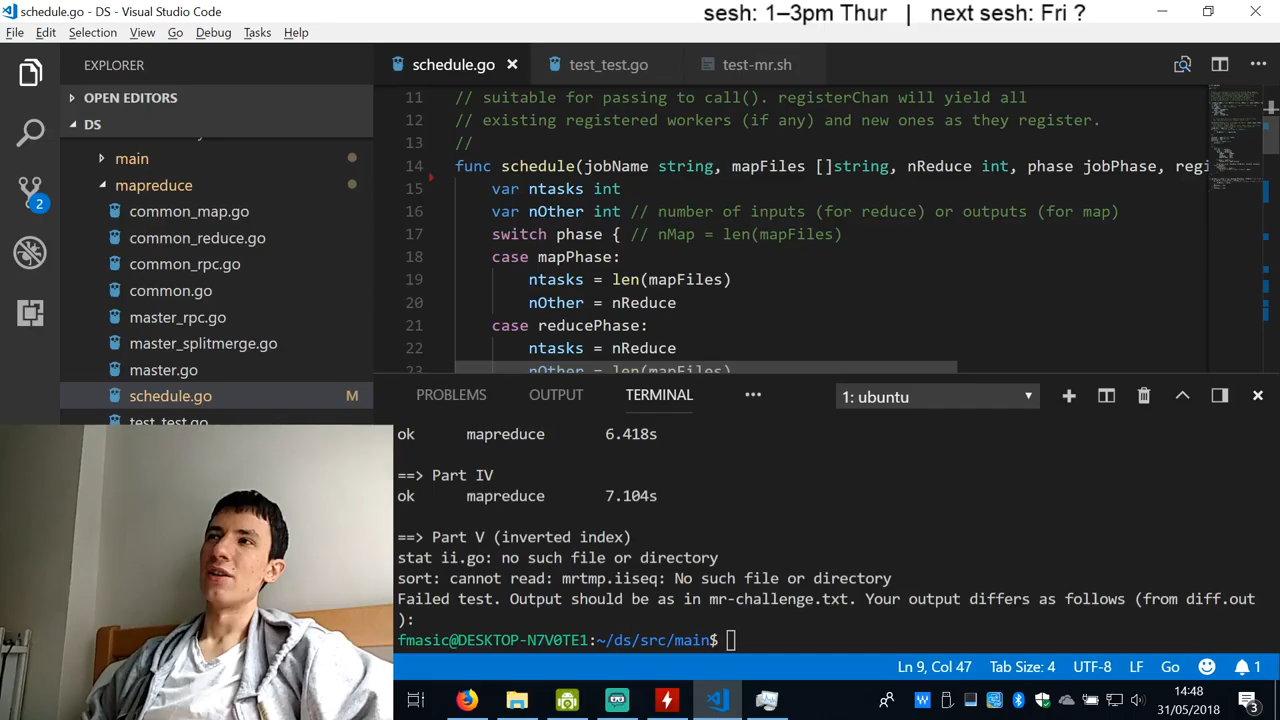 schedule.go - DS - Visual Studio Code
sesh: 1–3pm Thur | next sesh: Fri ?
File Edit Selection View Go Debug Tasks Help
EXPLORER
OPEN EDITORS
DS
main
mapreduce
common_map.go
common_reduce.go
common_rpc.go
common.go
master_rpc.go
master_splitmerge.go
master.go
schedule.go M
test_test.go
2
schedule.go test_test.go test-mr.sh
11 // suitable for passing to call(). registerChan will yield all
12 // existing registered workers (if any) and new ones as they register.
13 //
14 func schedule(jobName string, mapFiles []string, nReduce int, phase jobPhase, regi
15 var ntasks int
16 var nOther int // number of inputs (for reduce) or outputs (for map)
17 switch phase { // nMap = len(mapFiles)
18 case mapPhase:
19 ntasks = len(mapFiles)
20 nOther = nReduce
21 case reducePhase:
22 ntasks = nReduce
23 nOther = len(mapFiles)
PROBLEMS OUTPUT TERMINAL ••• 1: ubuntu
ok mapreduce 6.418s
==> Part IV
ok mapreduce 7.104s
==> Part V (inverted index)
stat ii.go: no such file or directory
sort: cannot read: mrtmp.iiseq: No such file or directory
Failed test. Output should be as in mr-challenge.txt. Your output differs as follows (from diff.out
):
fmasic@DESKTOP-N7V0TE1:~/ds/src/main$
Ln 9, Col 47 Tab Size: 4 UTF-8 LF Go 1
14:48
31/05/2018
3